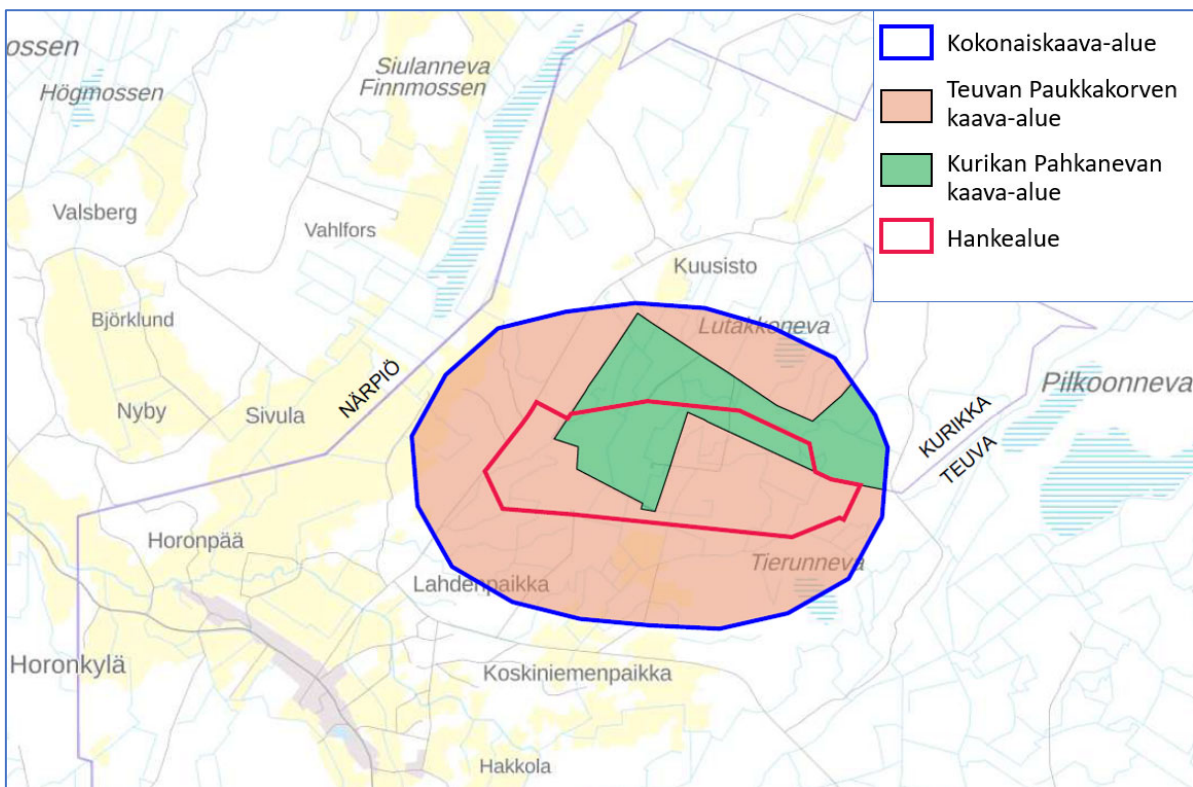 ossen
Högmossen
Siulanneva
Finnmossen
Valsberg
Vahlfors
Kuusisto
Björklund
Lutakkoneva
Nyby
Sivula
NÄRPIÖ
Pilkoonneva
KURIKKA
TEUVA
Horonpää
Lahdenpaikka
Tierunneva
Horonkylä
Koskiniemenpaikka
Hakkola
Kokonaiskaava-alue
Teuvan Paukkakorven
kaava-alue
Kurikan Pahkanevan
kaava-alue
Hankealue